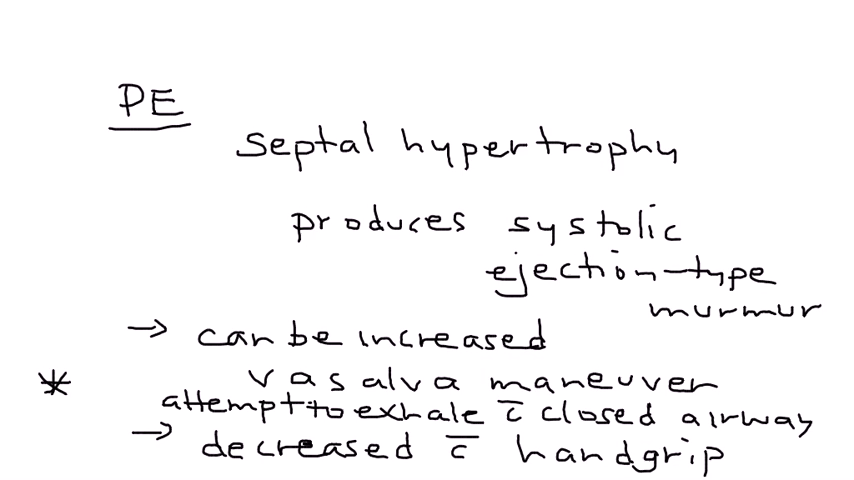 PE
septal hypertrophy
produces systolic
ejection-type
murmur
→ can be increased
* vasalva maneuver
attempt to exhale c̅ closed airway
→ decreased c̅ handgrip